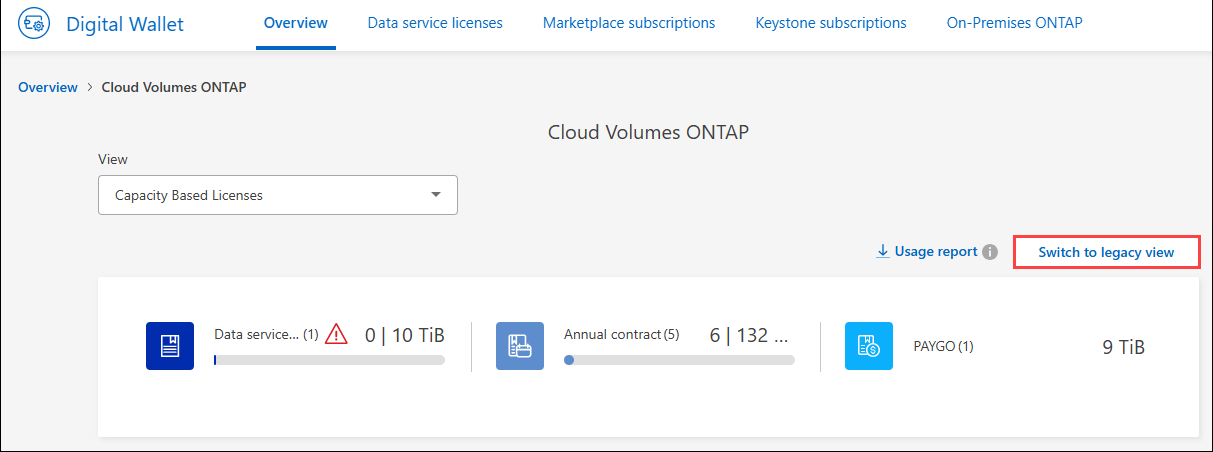 Digital Wallet
Overview Data service licenses Marketplace subscriptions Keystone subscriptions On-Premises ONTAP
Overview > Cloud Volumes ONTAP
Cloud Volumes ONTAP
View
Capacity Based Licenses
Usage report i Switch to legacy view
Data service... (1) 0 | 10 TiB Annual contract (5) 6 | 132 ... PAYGO (1) 9 TiB